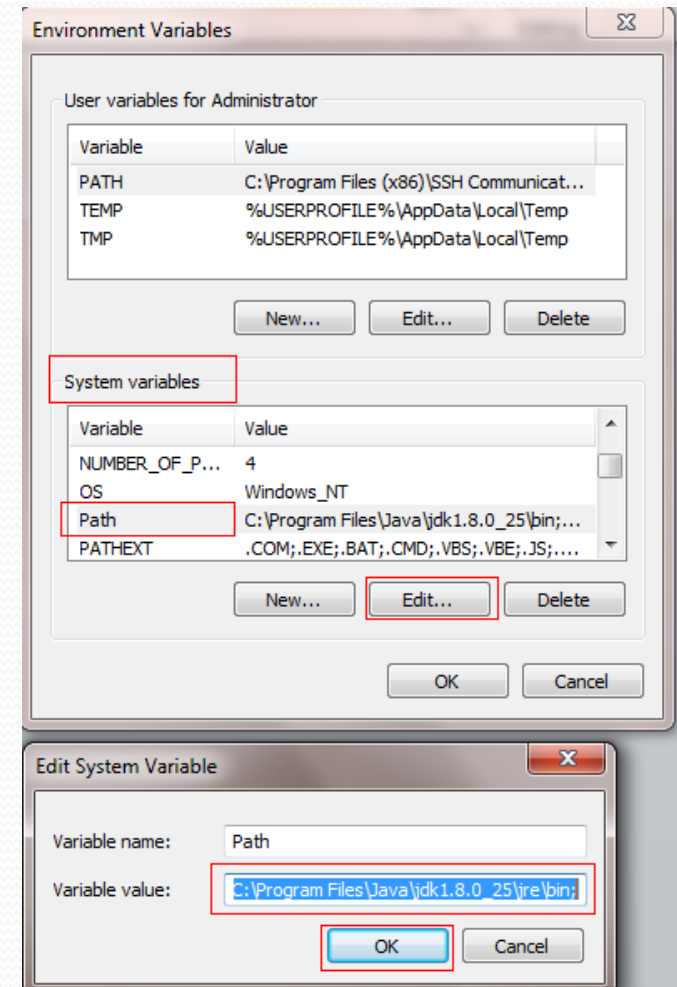 Environment Variables
User variables for Administrator
Variable Value
PATH C:\Program Files (x86)\SSH Communicat...
TEMP %USERPROFILE%\AppData\Local\Temp
TMP %USERPROFILE%\AppData\Local\Temp
New... Edit... Delete
System variables
Variable Value
NUMBER_OF_P... 4
OS Windows_NT
Path C:\Program Files\Java\jdk1.8.0_25\bin;...
PATHEXT .COM;.EXE;.BAT;.CMD;.VBS;.VBE;.JS;....
New... Edit... Delete
OK Cancel
Edit System Variable
Variable name: Path
Variable value: C:\Program Files\Java\jdk1.8.0_25\jre\bin;
OK Cancel